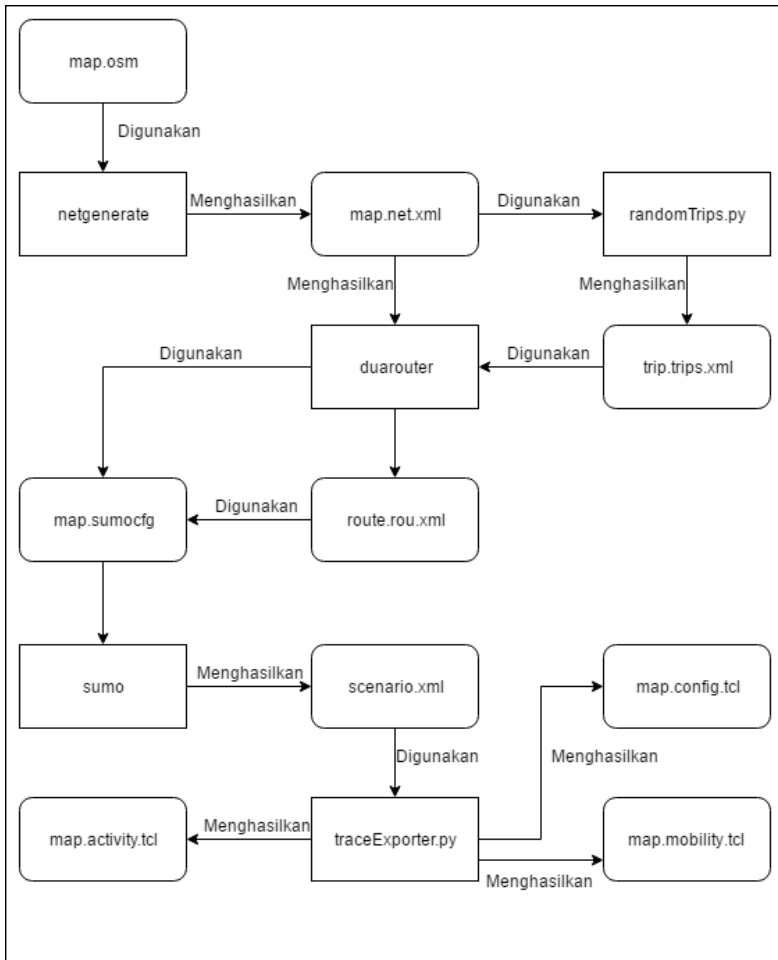 map.osm
Digunakan
netgenerate
Menghasilkan
map.net.xml
Digunakan
randomTrips.py
Menghasilkan
Menghasilkan
Digunakan
duarouter
Digunakan
trip.trips.xml
map.sumocfg
Digunakan
route.rou.xml
sumo
Menghasilkan
scenario.xml
map.config.tcl
Digunakan
Menghasilkan
map.activity.tcl
Menghasilkan
traceExporter.py
map.mobility.tcl
Menghasilkan